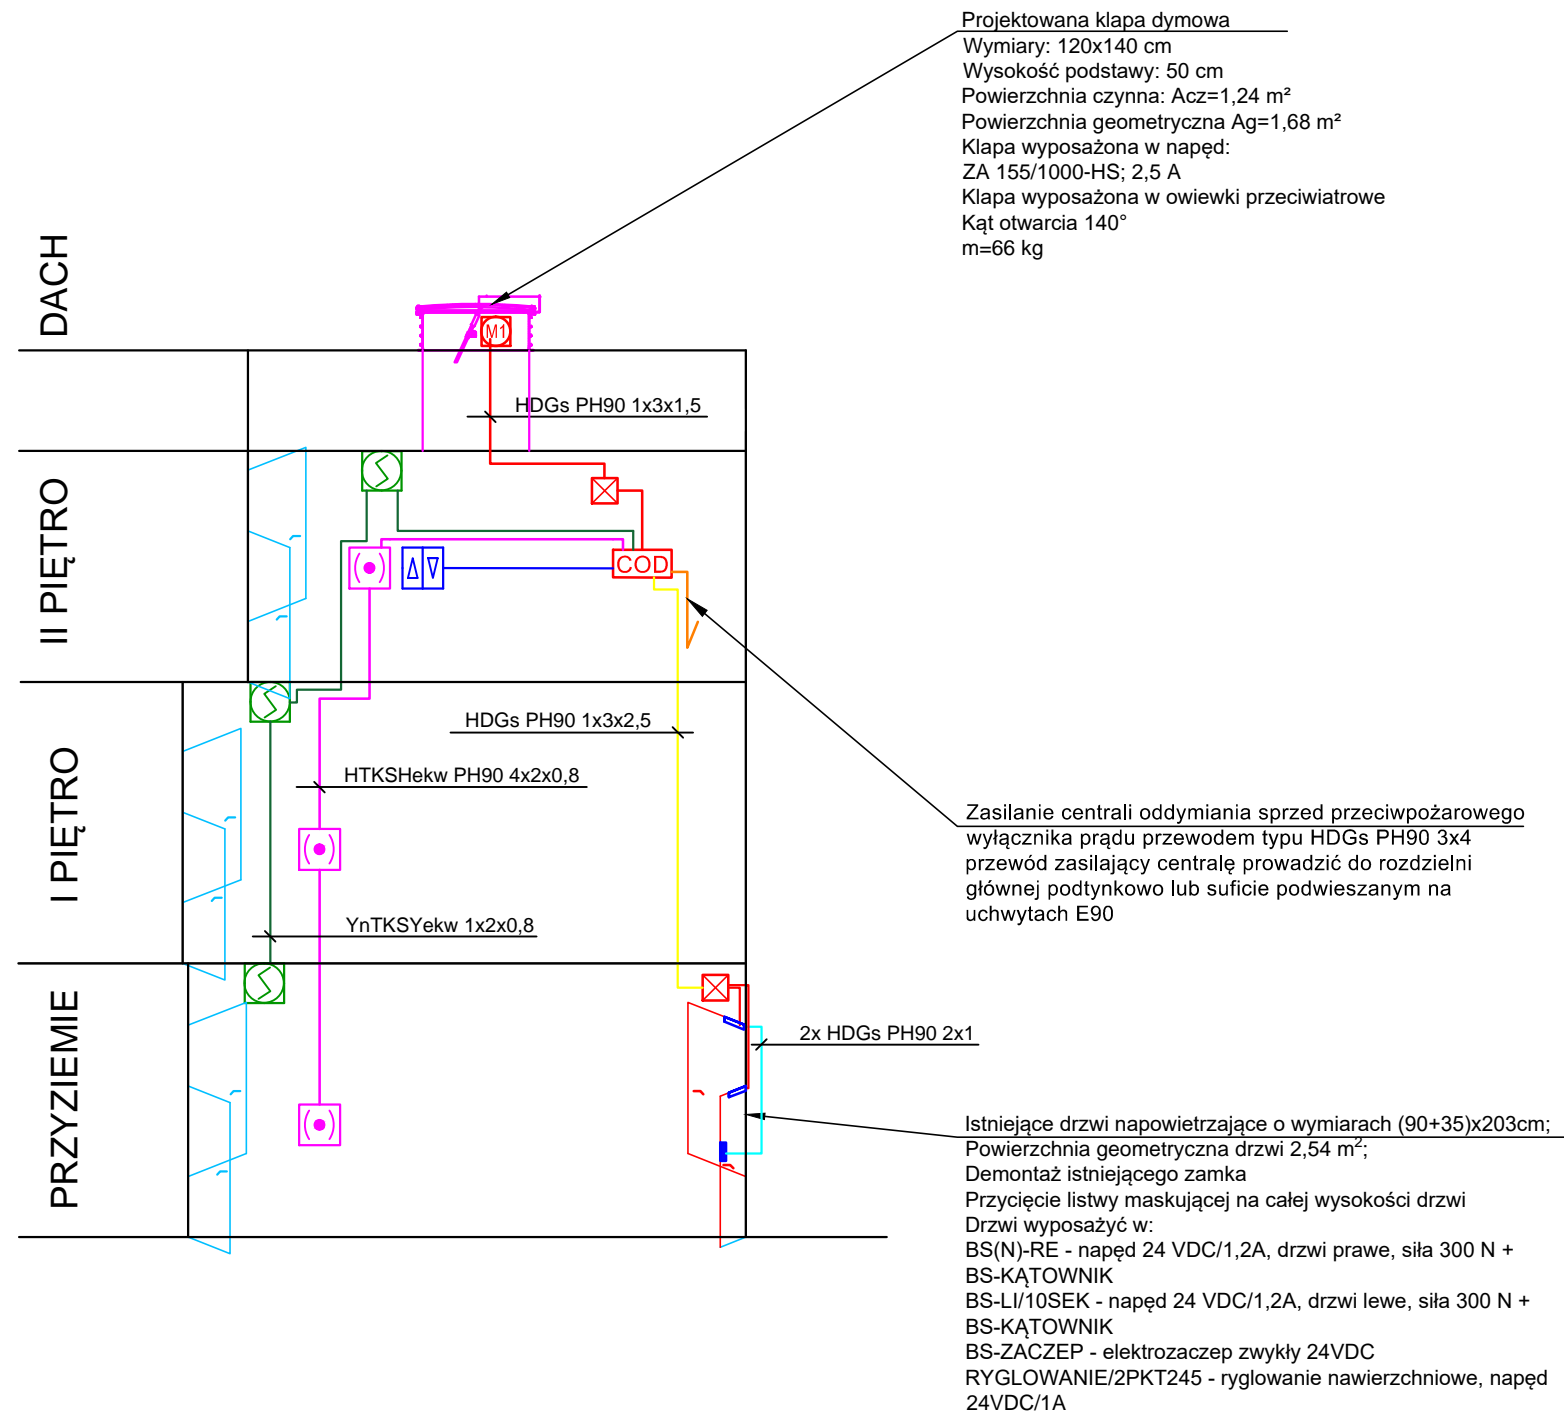 Projektowana klapa dymowa
Wymiary: 120x140 cm
Wysokość podstawy: 50 cm
Powierzchnia czynna: Acz=1,24 m²
Powierzchnia geometryczna Ag=1,68 m²
Klapa wyposażona w napęd:
ZA 155/1000-HS; 2,5 A
Klapa wyposażona w owiewki przeciwiatrowe
Kąt otwarcia 140°
m=66 kg
DACH
M1
HDGs PH90 1x3x1,5
II PIĘTRO
COD
HDGs PH90 1x3x2,5
I PIĘTRO
HTKSHekw PH90 4x2x0,8
Zasilanie centrali oddymiania sprzed przeciwpożarowego
wyłącznika prądu przewodem typu HDGs PH90 3x4
przewód zasilający centralę prowadzić do rozdzielni
głównej podtynkowo lub suficie podwieszanym na
uchwytach E90
YnTKSYekw 1x2x0,8
PRZYZIEMIE
2x HDGs PH90 2x1
Istniejące drzwi napowietrzające o wymiarach (90+35)x203cm;
Powierzchnia geometryczna drzwi 2,54 m²;
Demontaż istniejącego zamka
Przycięcie listwy maskującej na całej wysokości drzwi
Drzwi wyposażyć w:
BS(N)-RE - napęd 24 VDC/1,2A, drzwi prawe, siła 300 N +
BS-KĄTOWNIK
BS-LI/10SEK - napęd 24 VDC/1,2A, drzwi lewe, siła 300 N +
BS-KĄTOWNIK
BS-ZACZEP - elektrozaczep zwykły 24VDC
RYGLOWANIE/2PKT245 - ryglowanie nawierzchniowe, napęd
24VDC/1A